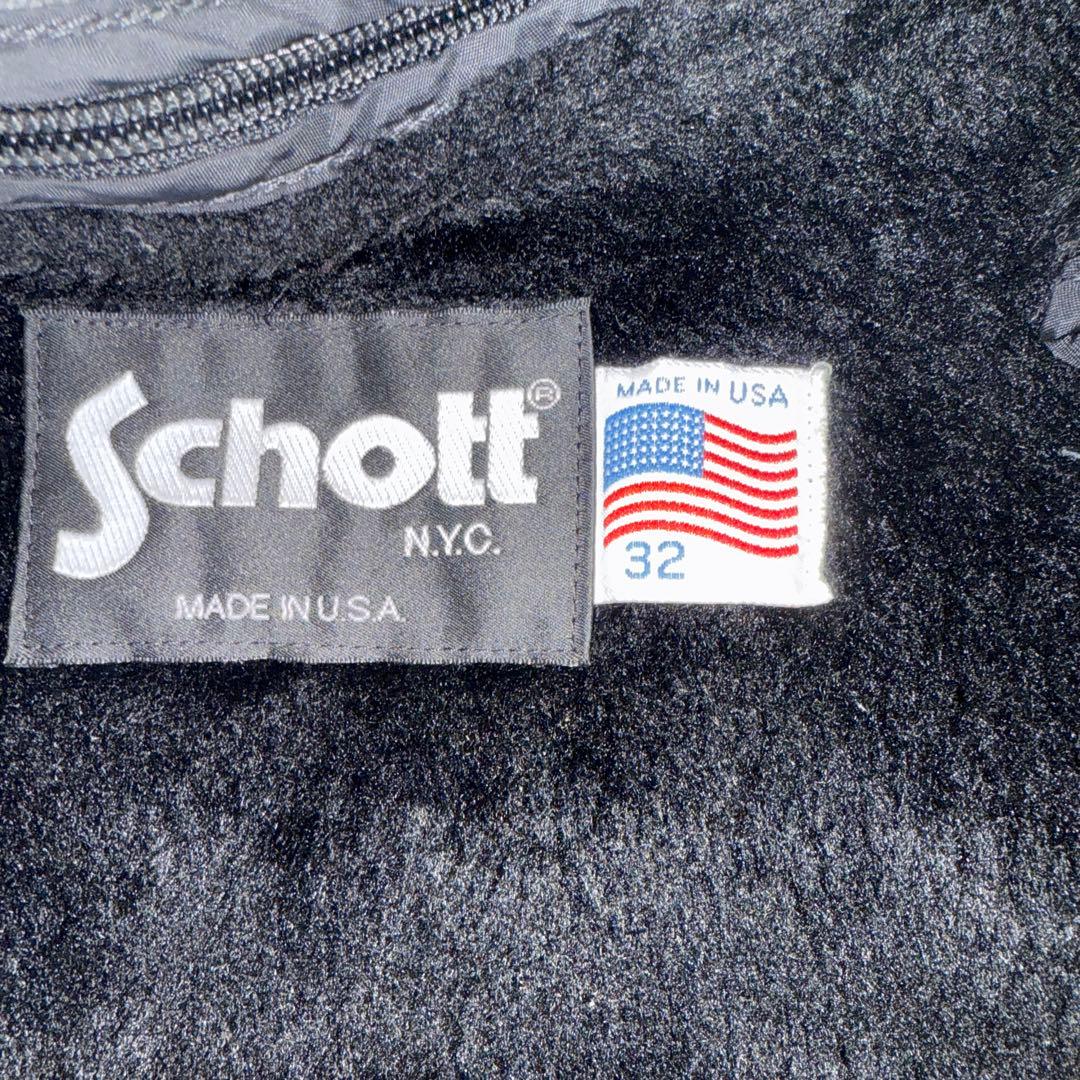 Schott®
N.Y.C.
MADE IN U.S.A.
MADE IN USA
32